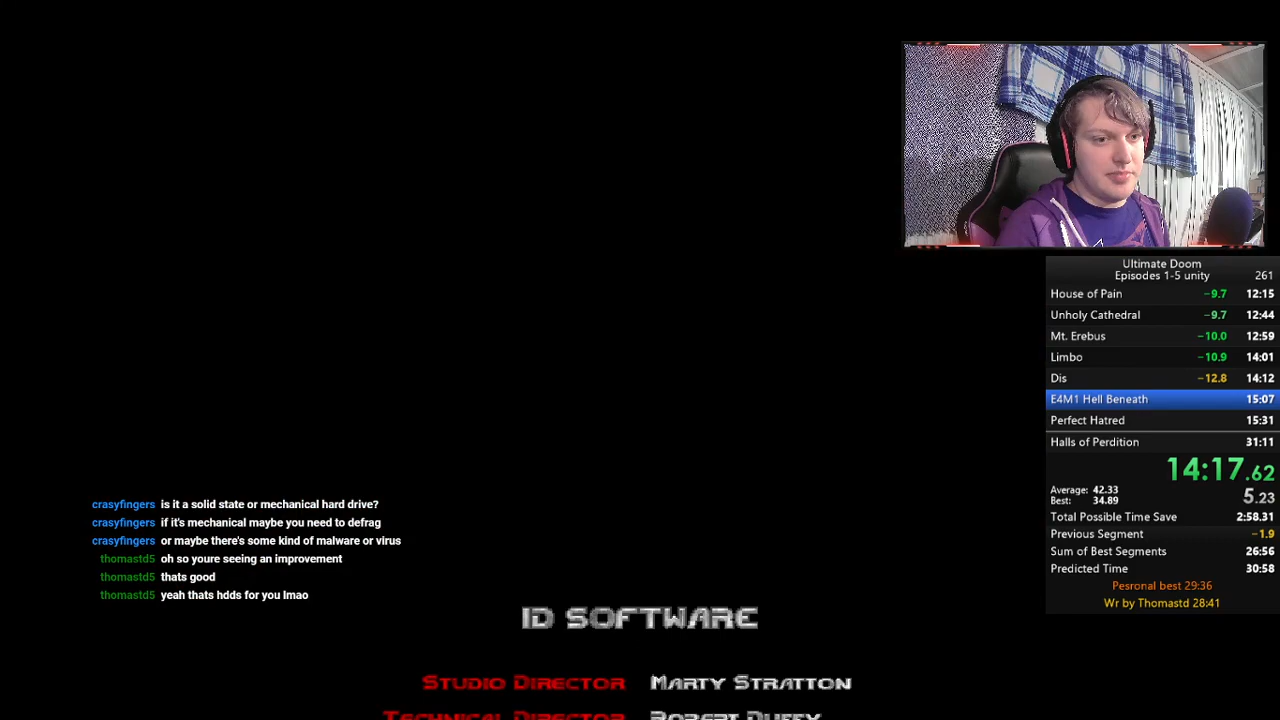 Ultimate Doom
Episodes 1-5 unity 261
House of Pain -9.7 12:15
Unholy Cathedral -9.7 12:44
Mt. Erebus -10.0 12:59
Limbo -10.9 14:01
Dis -12.8 14:12
E4M1 Hell Beneath 15:07
Perfect Hatred 15:31
Halls of Perdition 31:11
14:17.62
Average: 42.33
Best: 34.89
5.23
Total Possible Time Save 2:58.31
Previous Segment -1.9
Sum of Best Segments 26:56
Predicted Time 30:58
Pesronal best 29:36
Wr by Thomastd 28:41
crasyfingers is it a solid state or mechanical hard drive?
crasyfingers if it's mechanical maybe you need to defrag
crasyfingers or maybe there's some kind of malware or virus
thomastd5 oh so youre seeing an improvement
thomastd5 thats good
thomastd5 yeah thats hdds for you lmao
ID Software
Studio Director Marty Stratton
Technical Director Robert Duffy